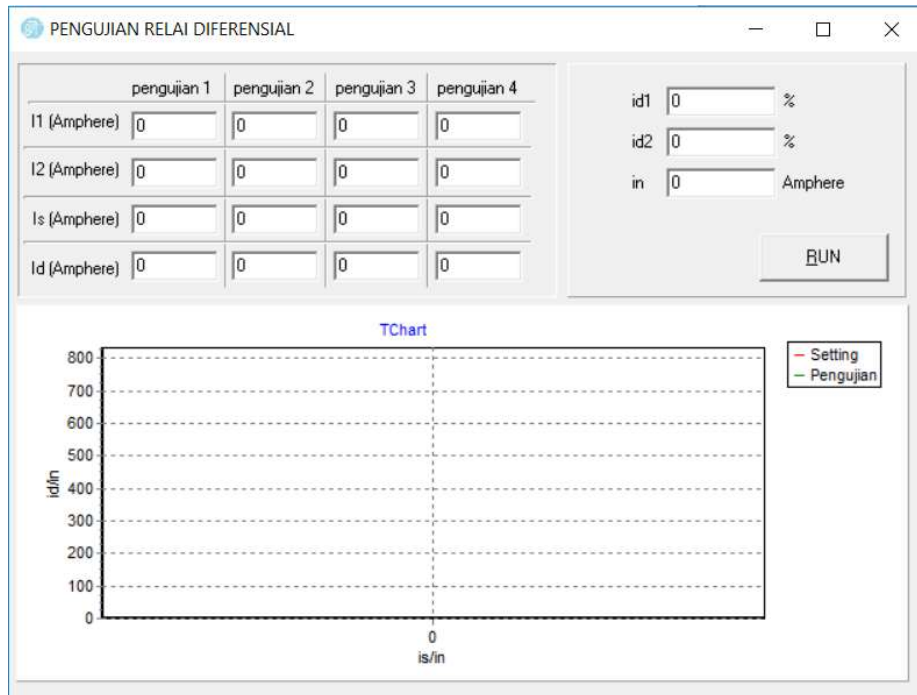 PENGUJIAN RELAI DIFERENSIAL
pengujian 1 pengujian 2 pengujian 3 pengujian 4
I1 (Amphere) 0 0 0 0
I2 (Amphere) 0 0 0 0
Is (Amphere) 0 0 0 0
Id (Amphere) 0 0 0 0
id1 0 %
id2 0 %
in 0 Amphere
RUN
TChart
800
700
600
500
400
300
200
100
0
id/in
0
is/in
Setting
Pengujian